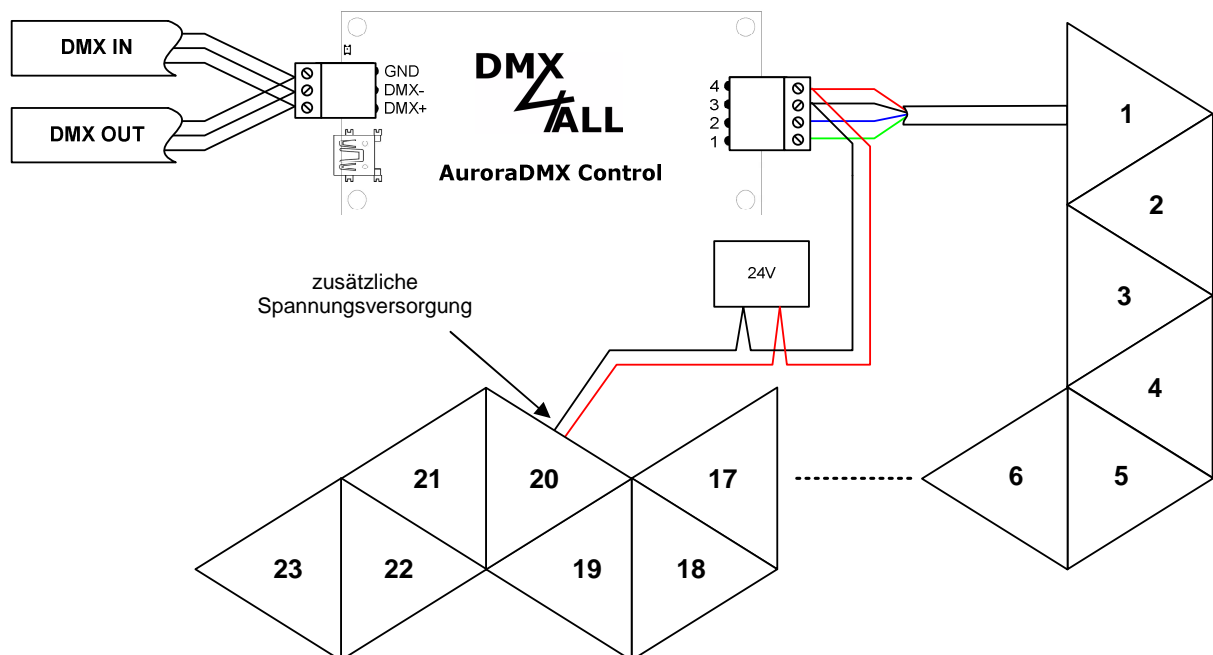 DMX IN
DMX OUT
GND
DMX-
DMX+
DMX
4
ALL
AuroraDMX Control
4
3
2
1
24V
zusätzliche
Spannungsversorgung
1
2
3
4
5
6
17
18
19
20
21
22
23